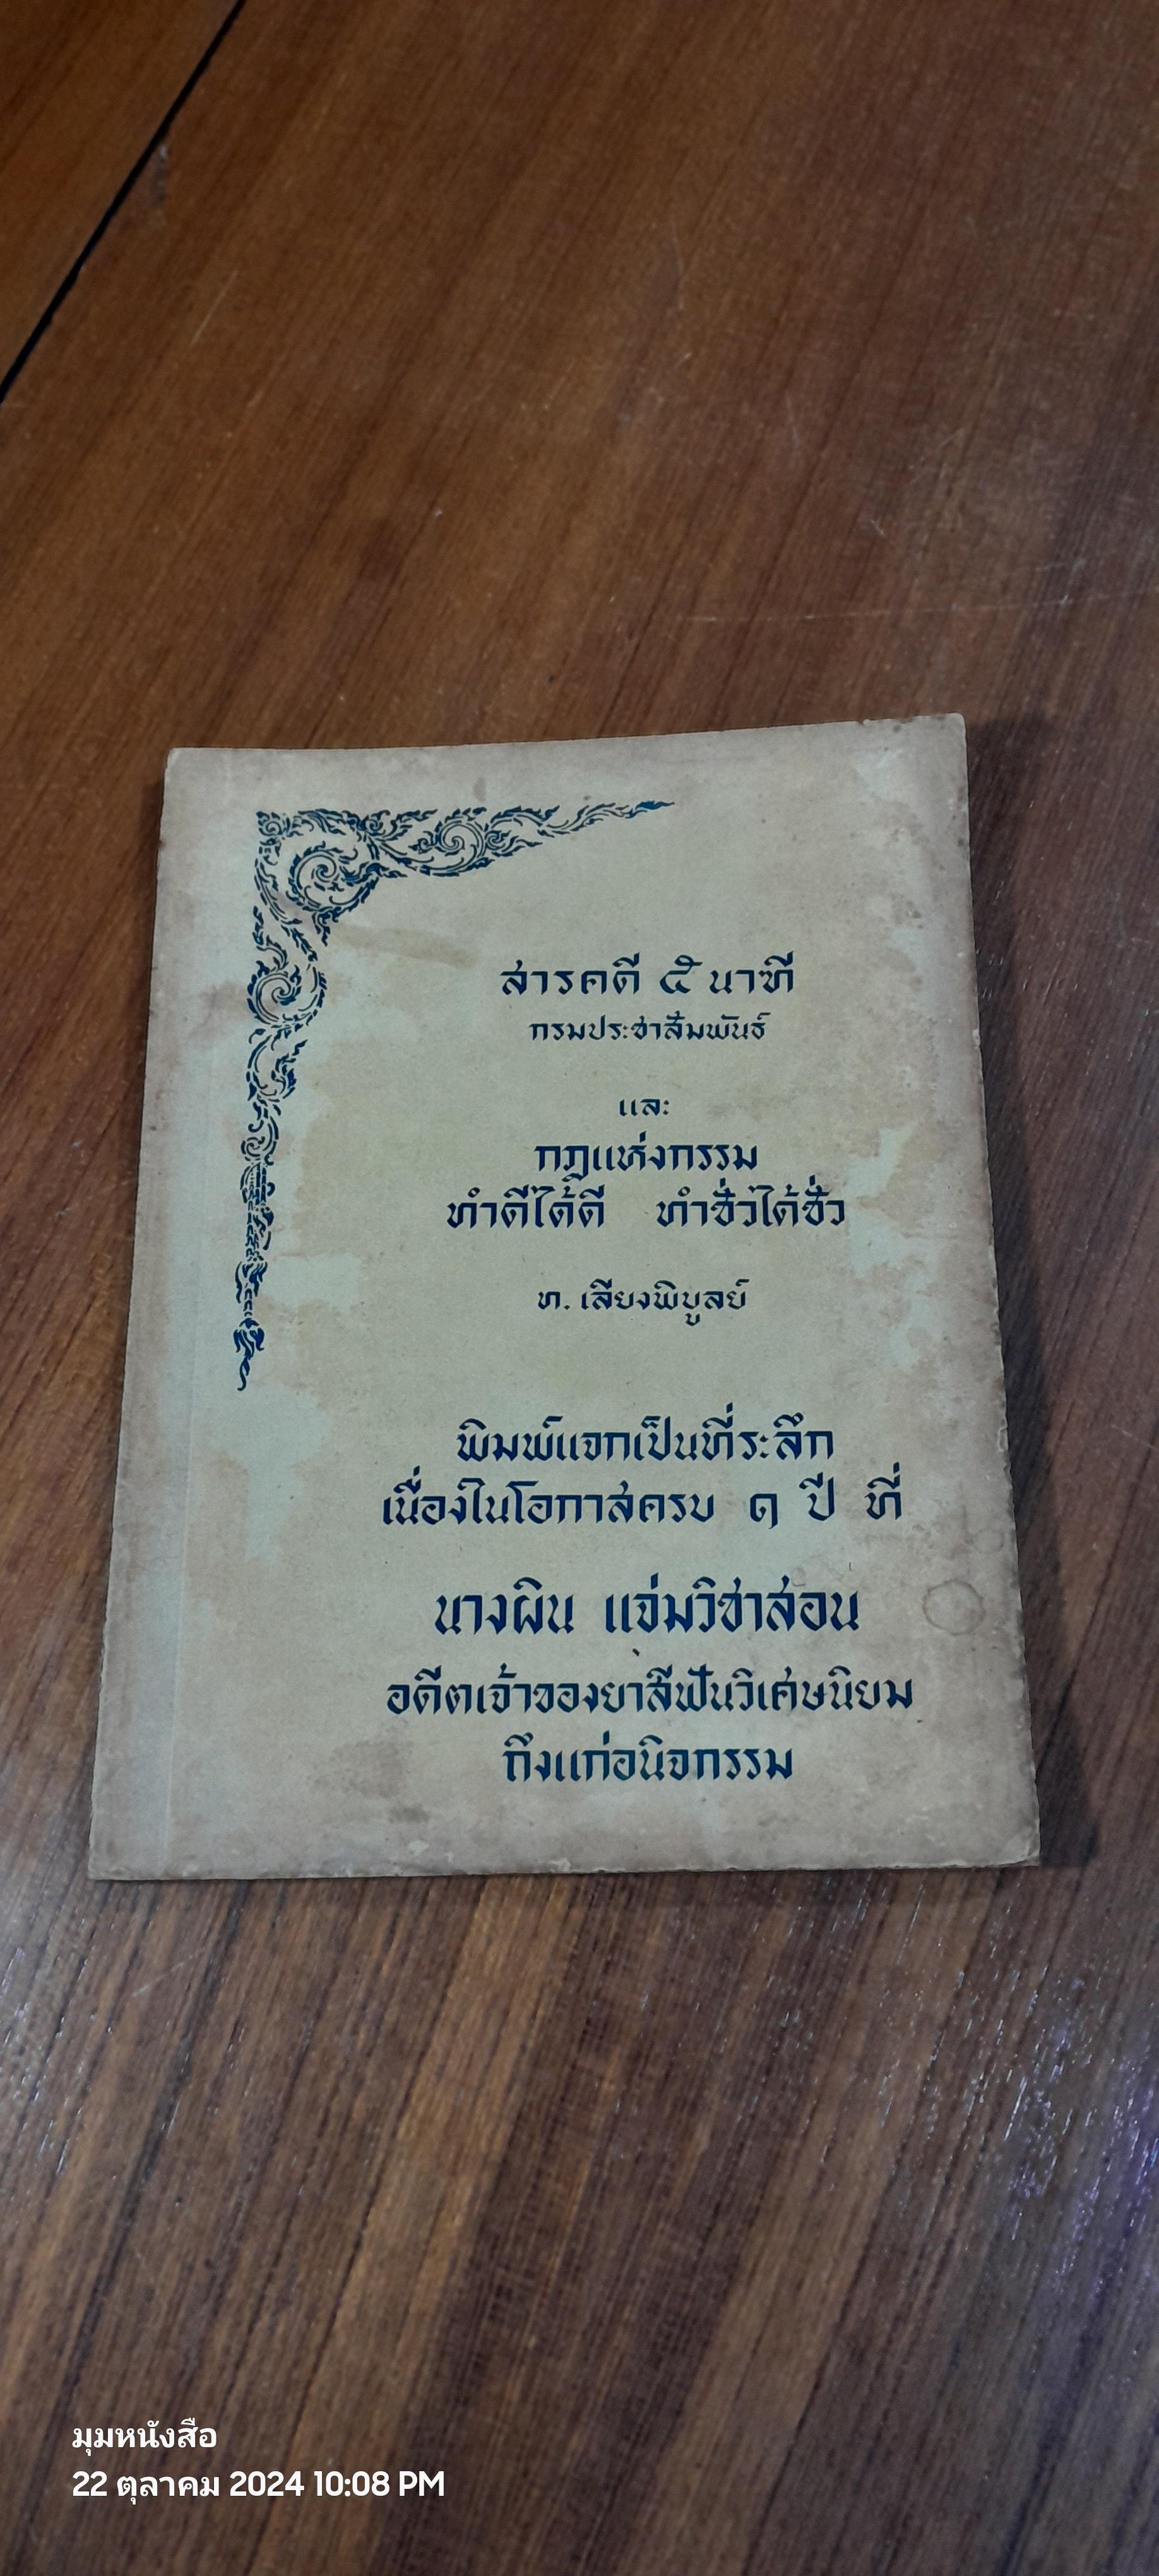 สารคดี ๕ นาฑี
กรมประชาสัมพันธ์
และ
กฎแห่งกรรม
ทำดีได้ดี ทำชั่วได้ชั่ว
ท. เลียงพิบูลย์
พิมพ์แจกเป็นที่ระลึก
เนื่องในโอกาสครบ ๑ ปี ที่
นางผิน แจ่มวิชาสอน
อดีตเจ้าของยาสีฟันวิเศษนิยม
ถึงแก่อนิจกรรม
มุมหนังสือ
22 ตุลาคม 2024 10:08 PM